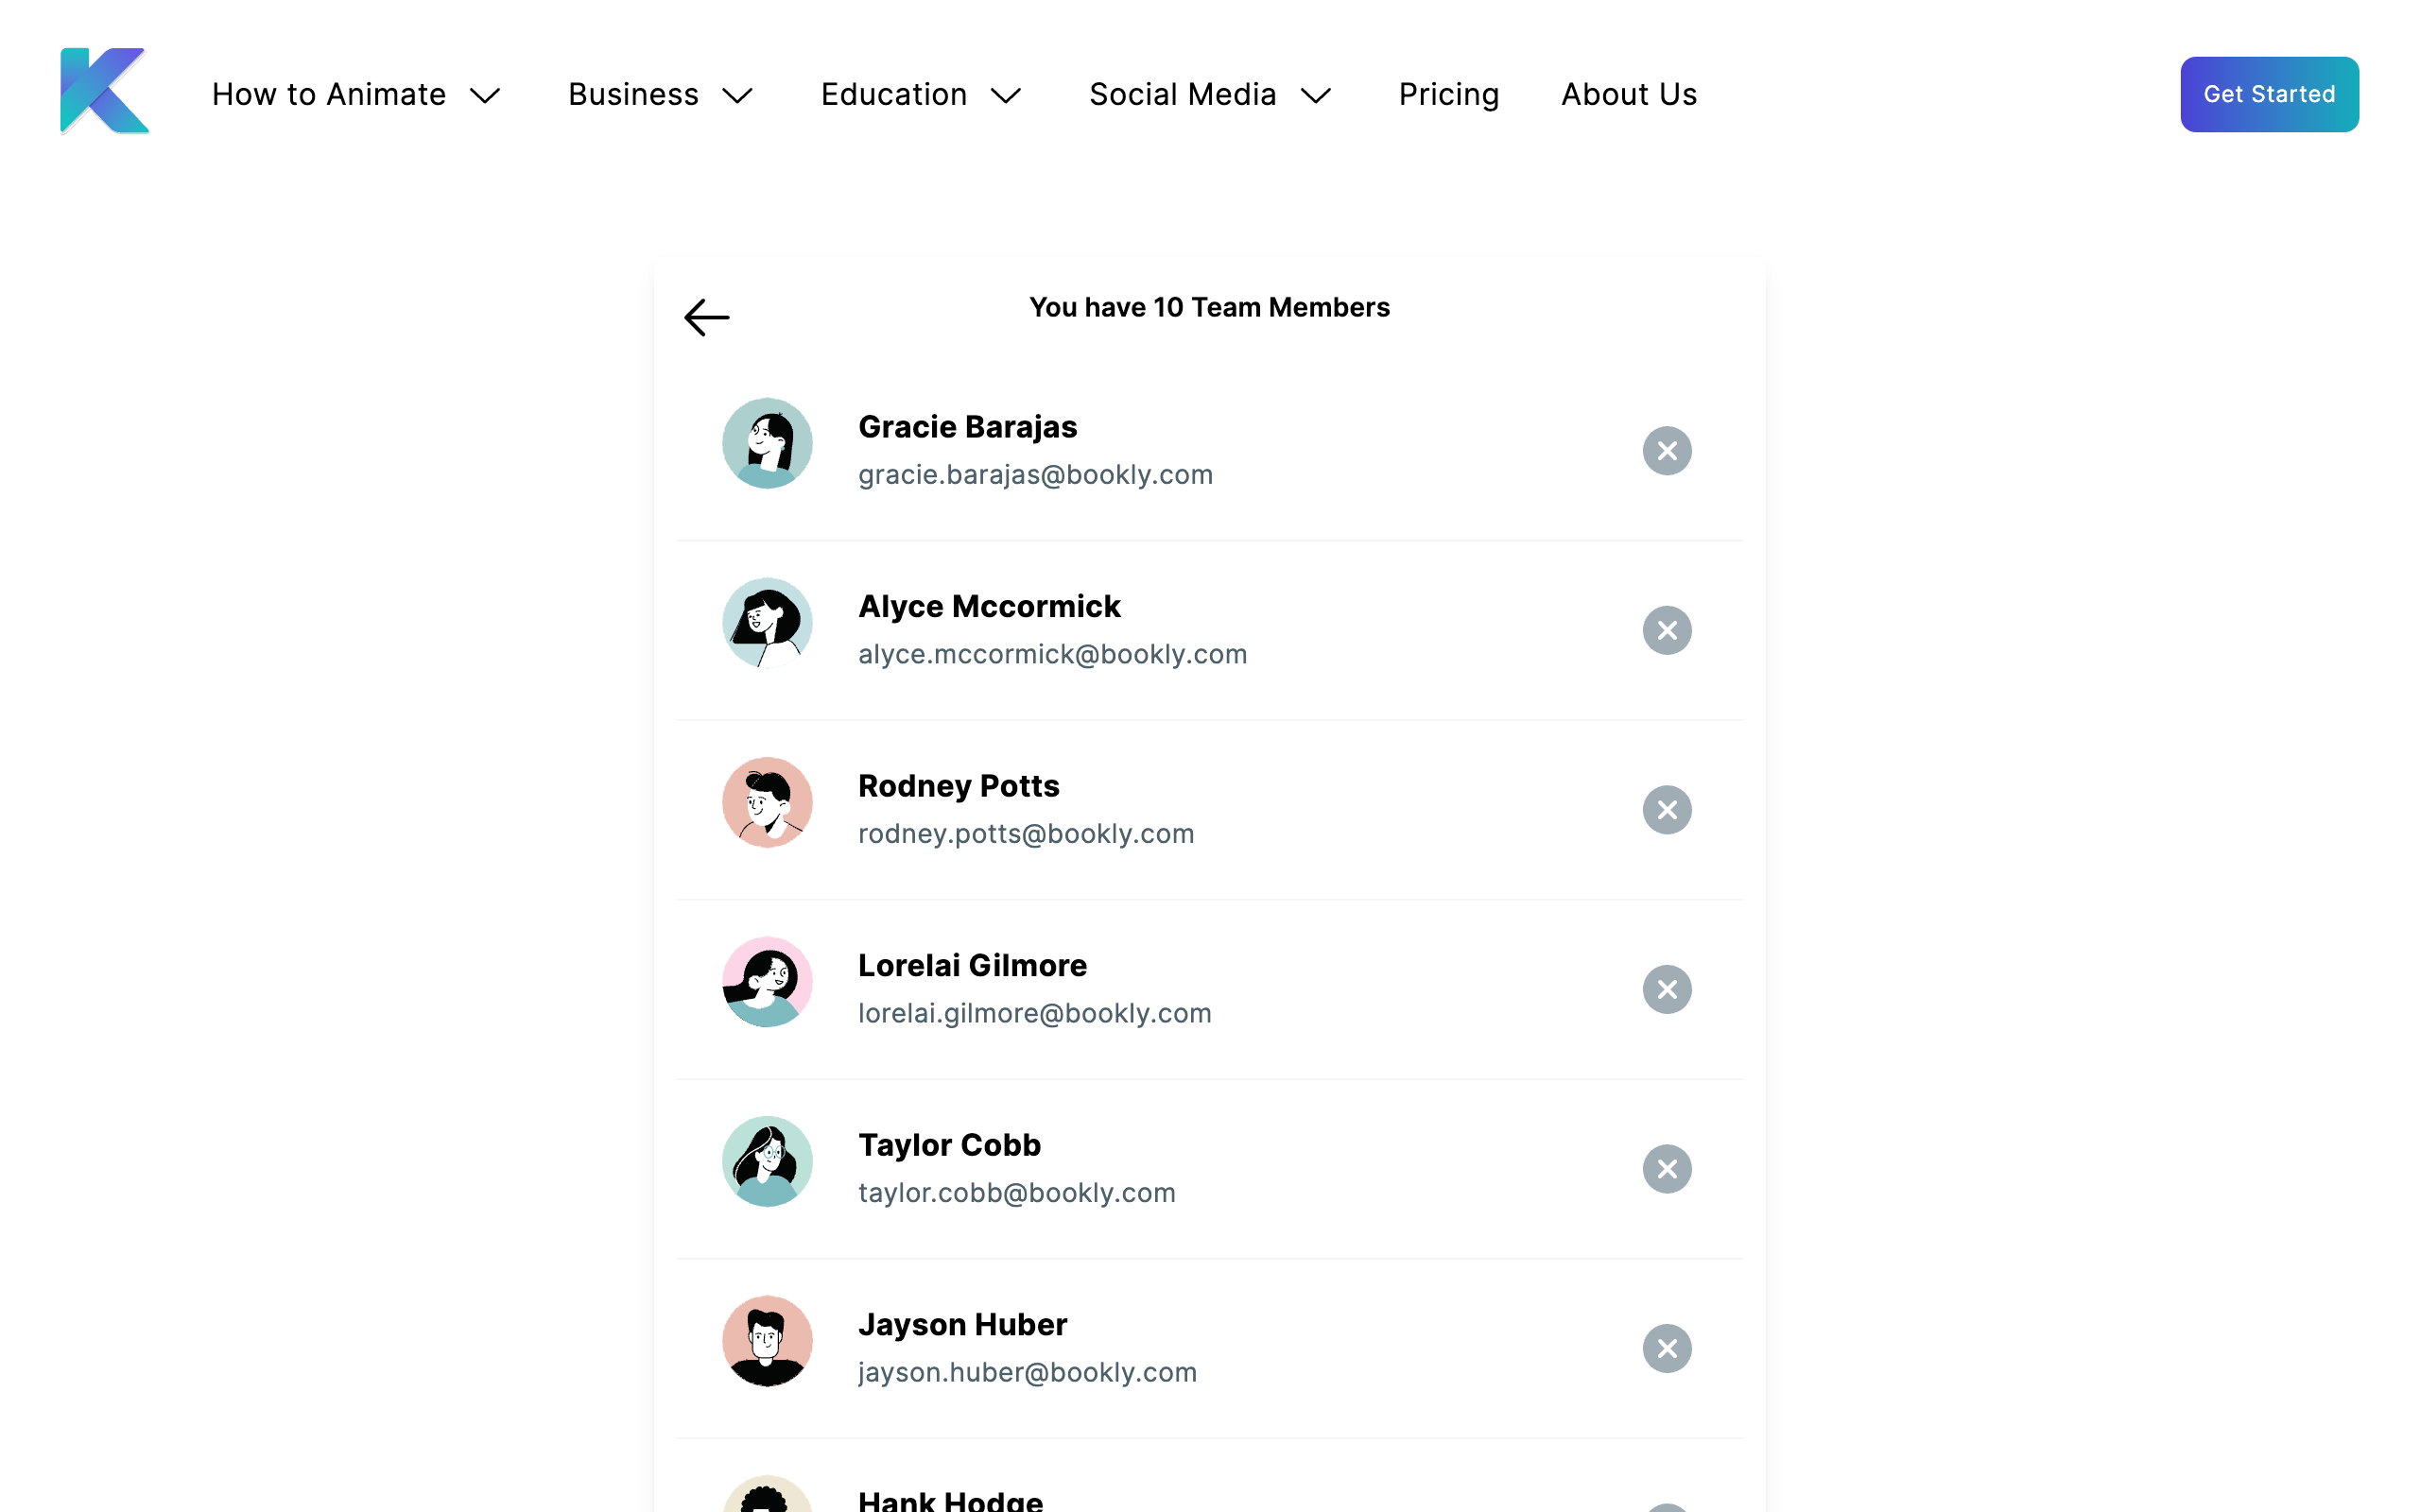 How to Animate Business Education Social Media Pricing About Us Get Started
You have 10 Team Members
Gracie Barajas
gracie.barajas@bookly.com
Alyce Mccormick
alyce.mccormick@bookly.com
Rodney Potts
rodney.potts@bookly.com
Lorelai Gilmore
lorelai.gilmore@bookly.com
Taylor Cobb
taylor.cobb@bookly.com
Jayson Huber
jayson.huber@bookly.com
Hank Hodge